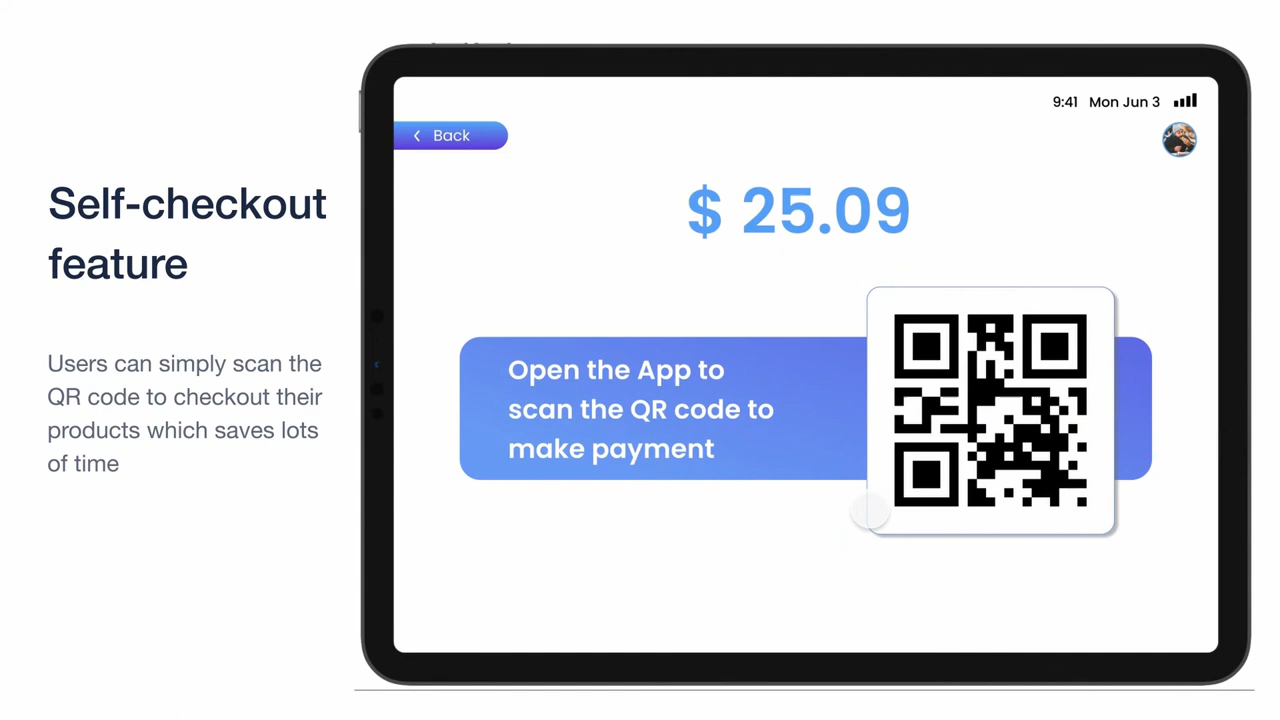 Self-checkout
feature
Users can simply scan the
QR code to checkout their
products which saves lots
of time
9:41 Mon Jun 3
Back
$ 25.09
Open the App to
scan the QR code to
make payment